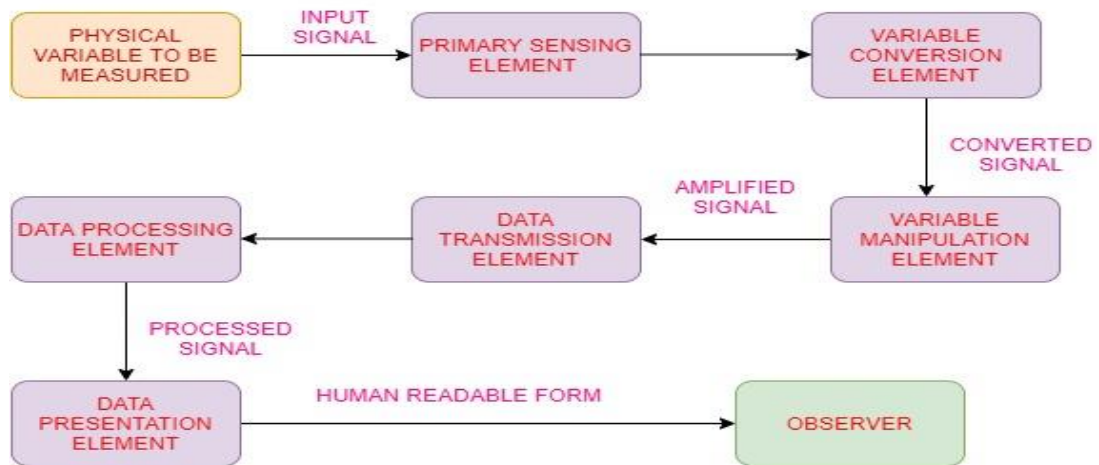 PHYSICAL
VARIABLE TO BE
MEASURED
INPUT
SIGNAL
PRIMARY SENSING
ELEMENT
VARIABLE
CONVERSION
ELEMENT
CONVERTED
SIGNAL
VARIABLE
MANIPULATION
ELEMENT
AMPLIFIED
SIGNAL
DATA
TRANSMISSION
ELEMENT
DATA PROCESSING
ELEMENT
PROCESSED
SIGNAL
DATA
PRESENTATION
ELEMENT
HUMAN READABLE FORM
OBSERVER